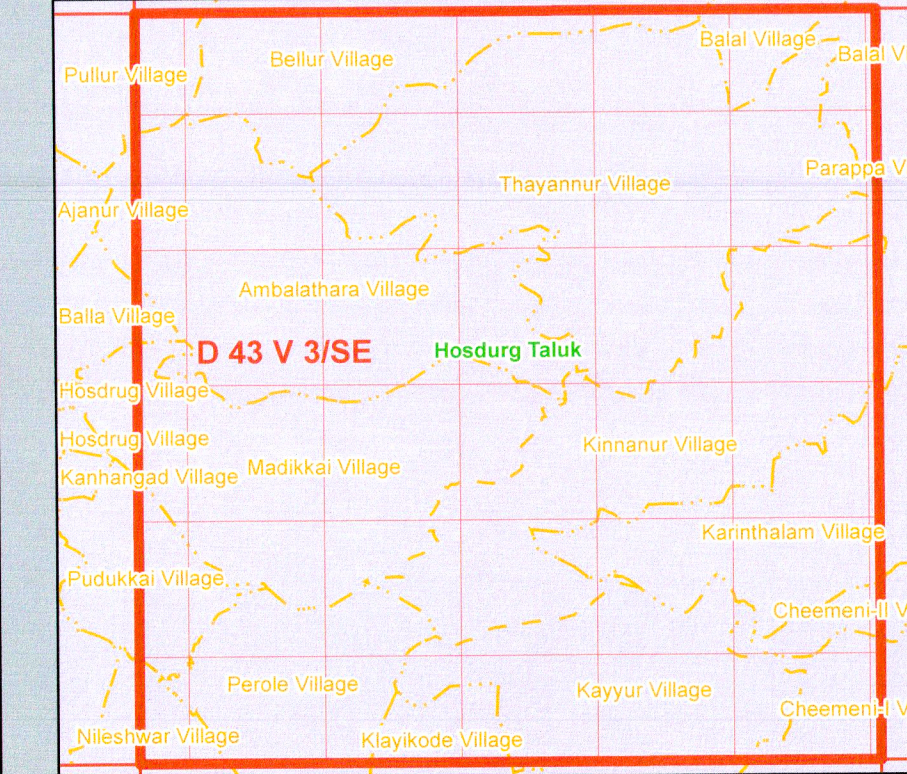 Balal Village
Balal Vi
Bellur Village
Pullur Village
Parappa V
Thayannur Village
Ajanur Village
Ambalathara Village
Balla Village
D 43 V 3/SE
Hosdurg Taluk
Hosdrug Village
Hosdrug Village
Kinnanur Village
Madikkai Village
Kanhangad Village
Karinthalam Village
Pudukkai Village
Cheemeni-II V
Perole Village
Kayyur Village
Cheemeni-I V
Nileshwar Village
Klayikode Village